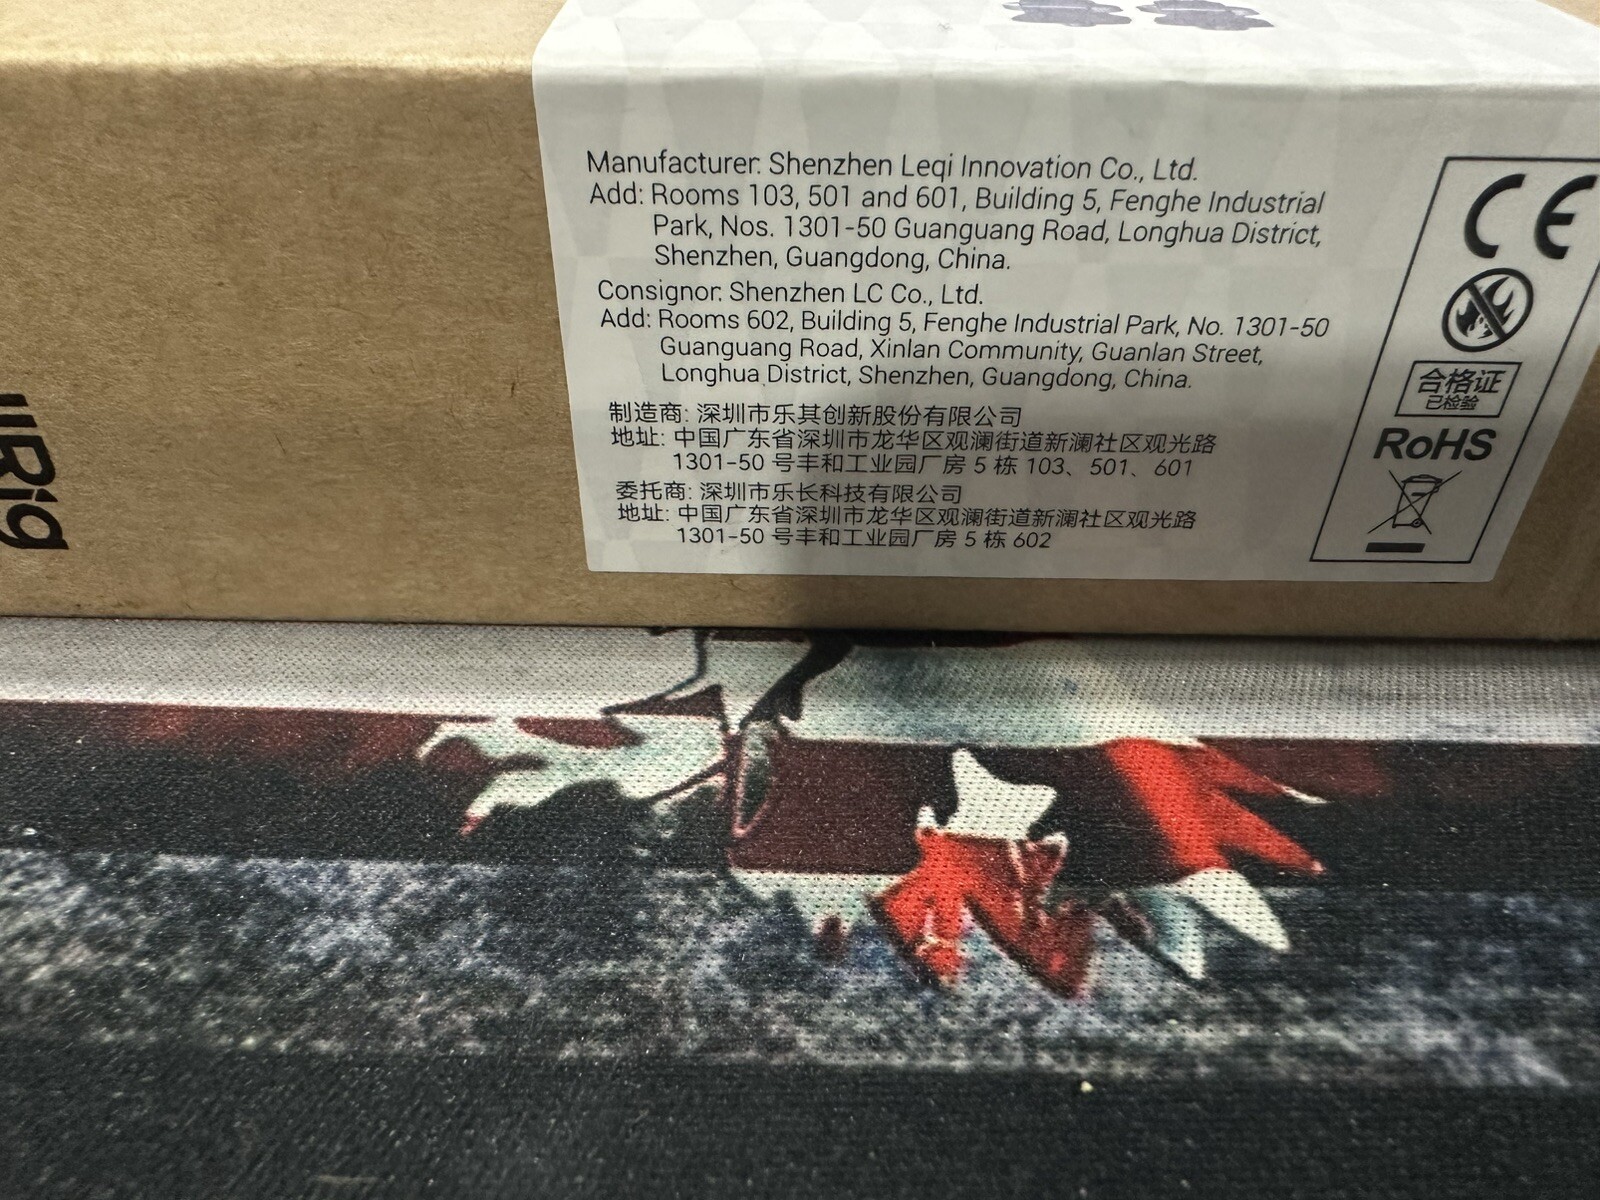 Manufacturer: Shenzhen Leqi Innovation Co., Ltd.
Add: Rooms 103, 501 and 601, Building 5, Fenghe Industrial
Park, Nos. 1301-50 Guanguang Road, Longhua District,
Shenzhen, Guangdong, China.
Consignor: Shenzhen LC Co., Ltd.
Add: Rooms 602, Building 5, Fenghe Industrial Park, No. 1301-50
Guanguang Road, Xinlan Community, Guanlan Street,
Longhua District, Shenzhen, Guangdong, China.
制造商: 深圳市乐其创新股份有限公司
地址: 中国广东省深圳市龙华区观澜街道新澜社区观光路
1301-50 号丰和工业园厂房 5 栋 103、501、601
委托商: 深圳市乐长科技有限公司
地址: 中国广东省深圳市龙华区观澜街道新澜社区观光路
1301-50 号丰和工业园厂房 5 栋 602
CE
合格证
已检验
RoHS
Rig